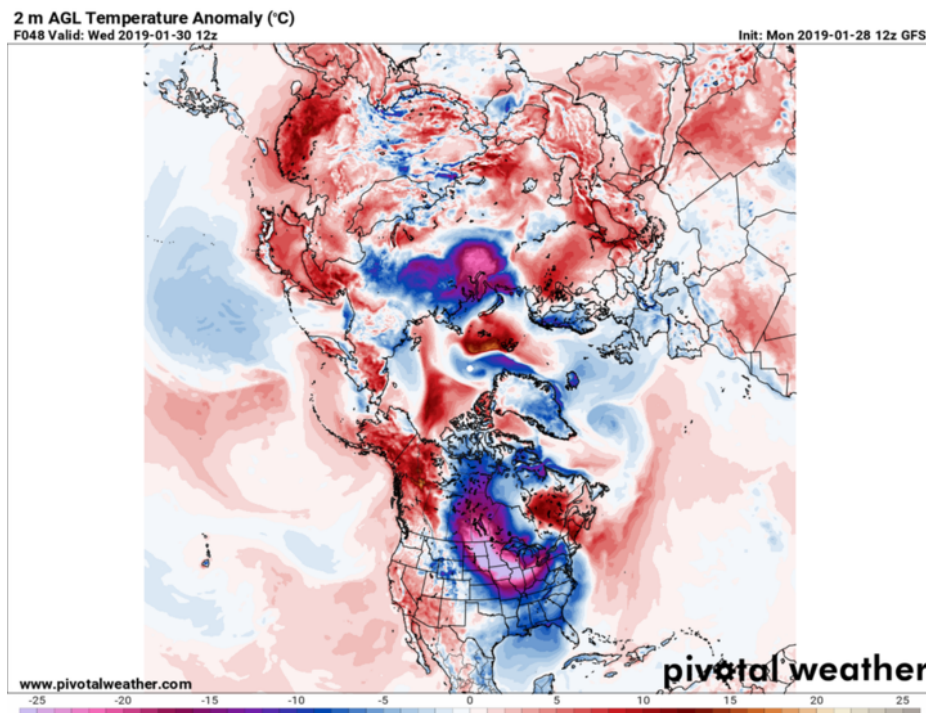 2 m AGL Temperature Anomaly (°C)
F048 Valid: Wed 2019-01-30 12z Init: Mon 2019-01-28 12z GFS
pivotal weather
www.pivotalweather.com
-25 -20 -15 -10 -5 0 5 10 15 20 25